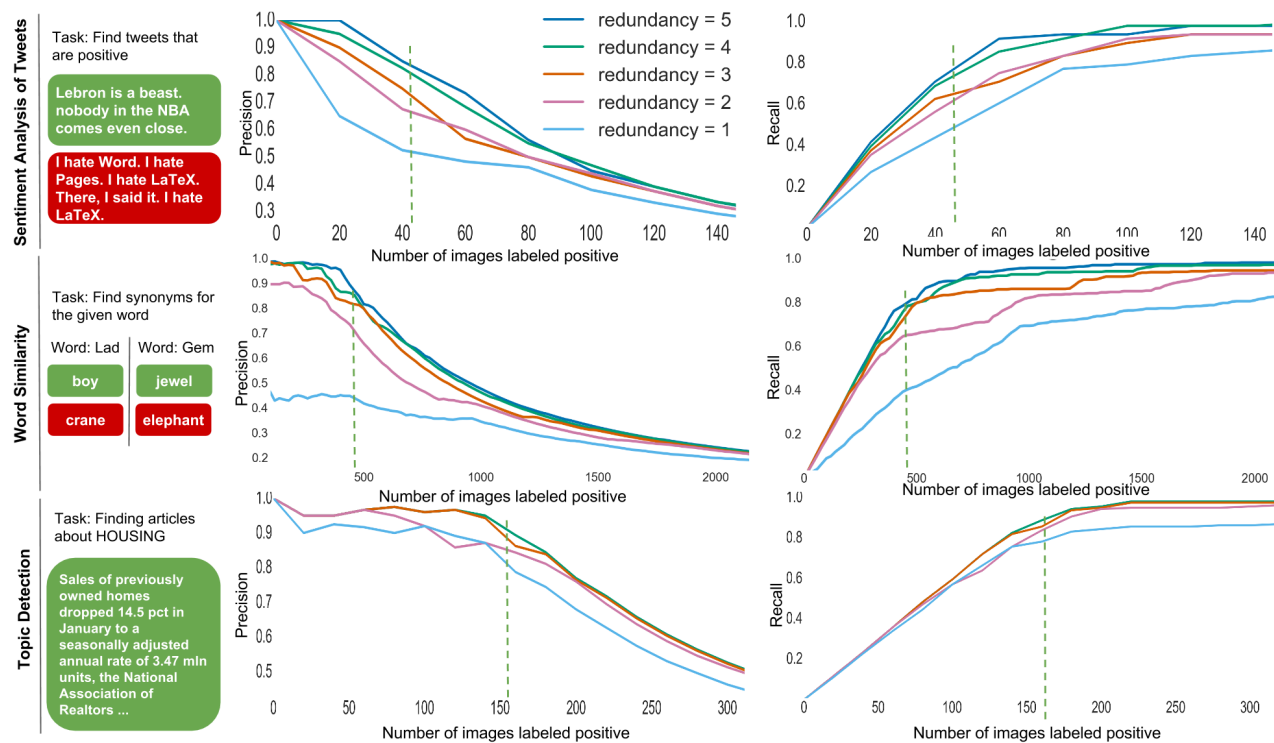 Sentiment Analysis of Tweets
Task: Find tweets that
are positive
Lebron is a beast.
nobody in the NBA
comes even close.
I hate Word. I hate
Pages. I hate LaTeX.
There, I said it. I hate
LaTeX.
Precision
1.0
0.9
0.8
0.7
0.6
0.5
0.4
0.3
0
20
40
60
80
100
120
140
Number of images labeled positive
redundancy = 5
redundancy = 4
redundancy = 3
redundancy = 2
redundancy = 1
Recall
1.0
0.8
0.6
0.4
0.2
0
20
40
60
80
100
120
140
Number of images labeled positive
Word Similarity
Task: Find synonyms for
the given word
Word: Lad
Word: Gem
boy
jewel
crane
elephant
Precision
1.0
0.9
0.8
0.7
0.6
0.5
0.4
0.3
0.2
500
1000
1500
2000
Number of images labeled positive
Recall
1.0
0.8
0.6
0.4
0.2
0
500
1000
1500
2000
Number of images labeled positive
Topic Detection
Task: Finding articles
about HOUSING
Sales of previously
owned homes
dropped 14.5 pct in
January to a
seasonally adjusted
annual rate of 3.47 mln
units, the National
Association of
Realtors ...
Precision
1.0
0.9
0.8
0.7
0.6
0.5
0
50
100
150
200
250
300
Number of images labeled positive
Recall
1.0
0.8
0.6
0.4
0.2
0
50
100
150
200
250
300
Number of images labeled positive